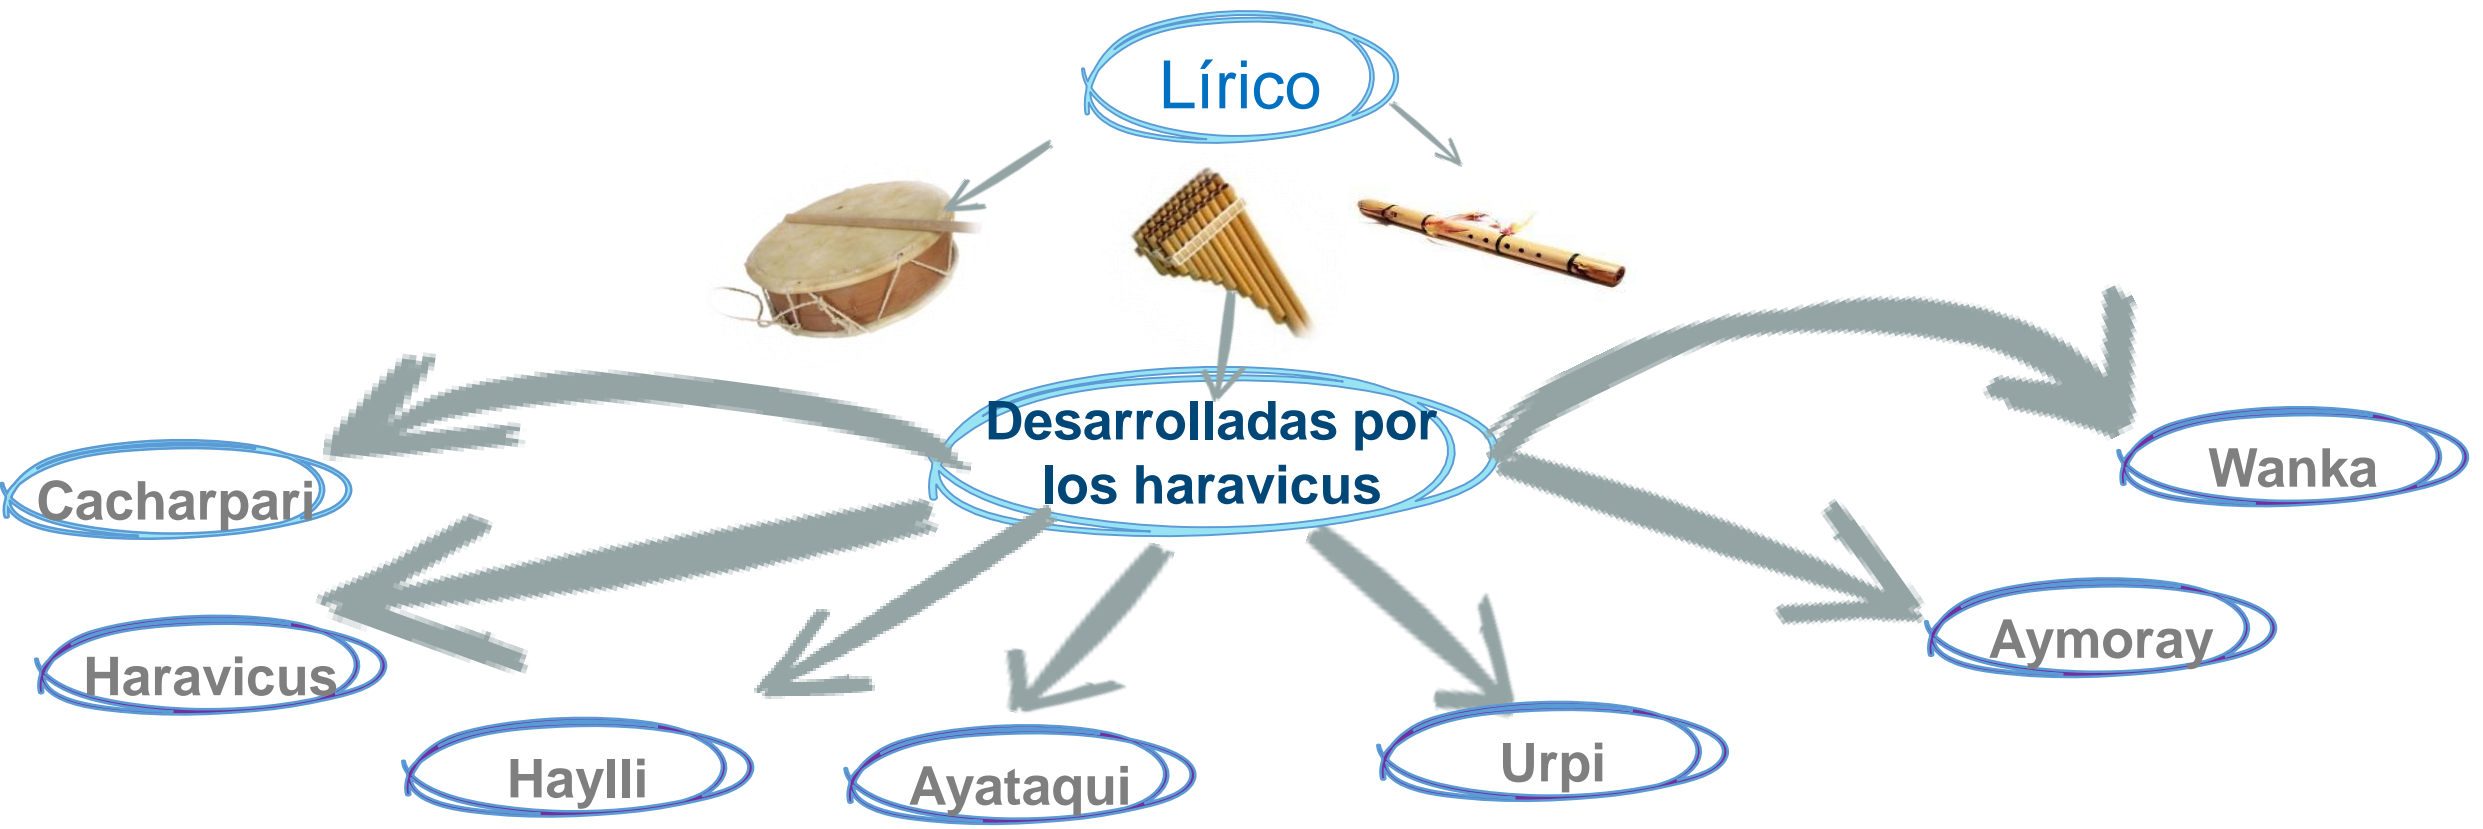 Lírico
Desarrolladas por
los haravicus
Cacharpari
Wanka
Haravicus
Aymoray
Haylli
Ayataqui
Urpi